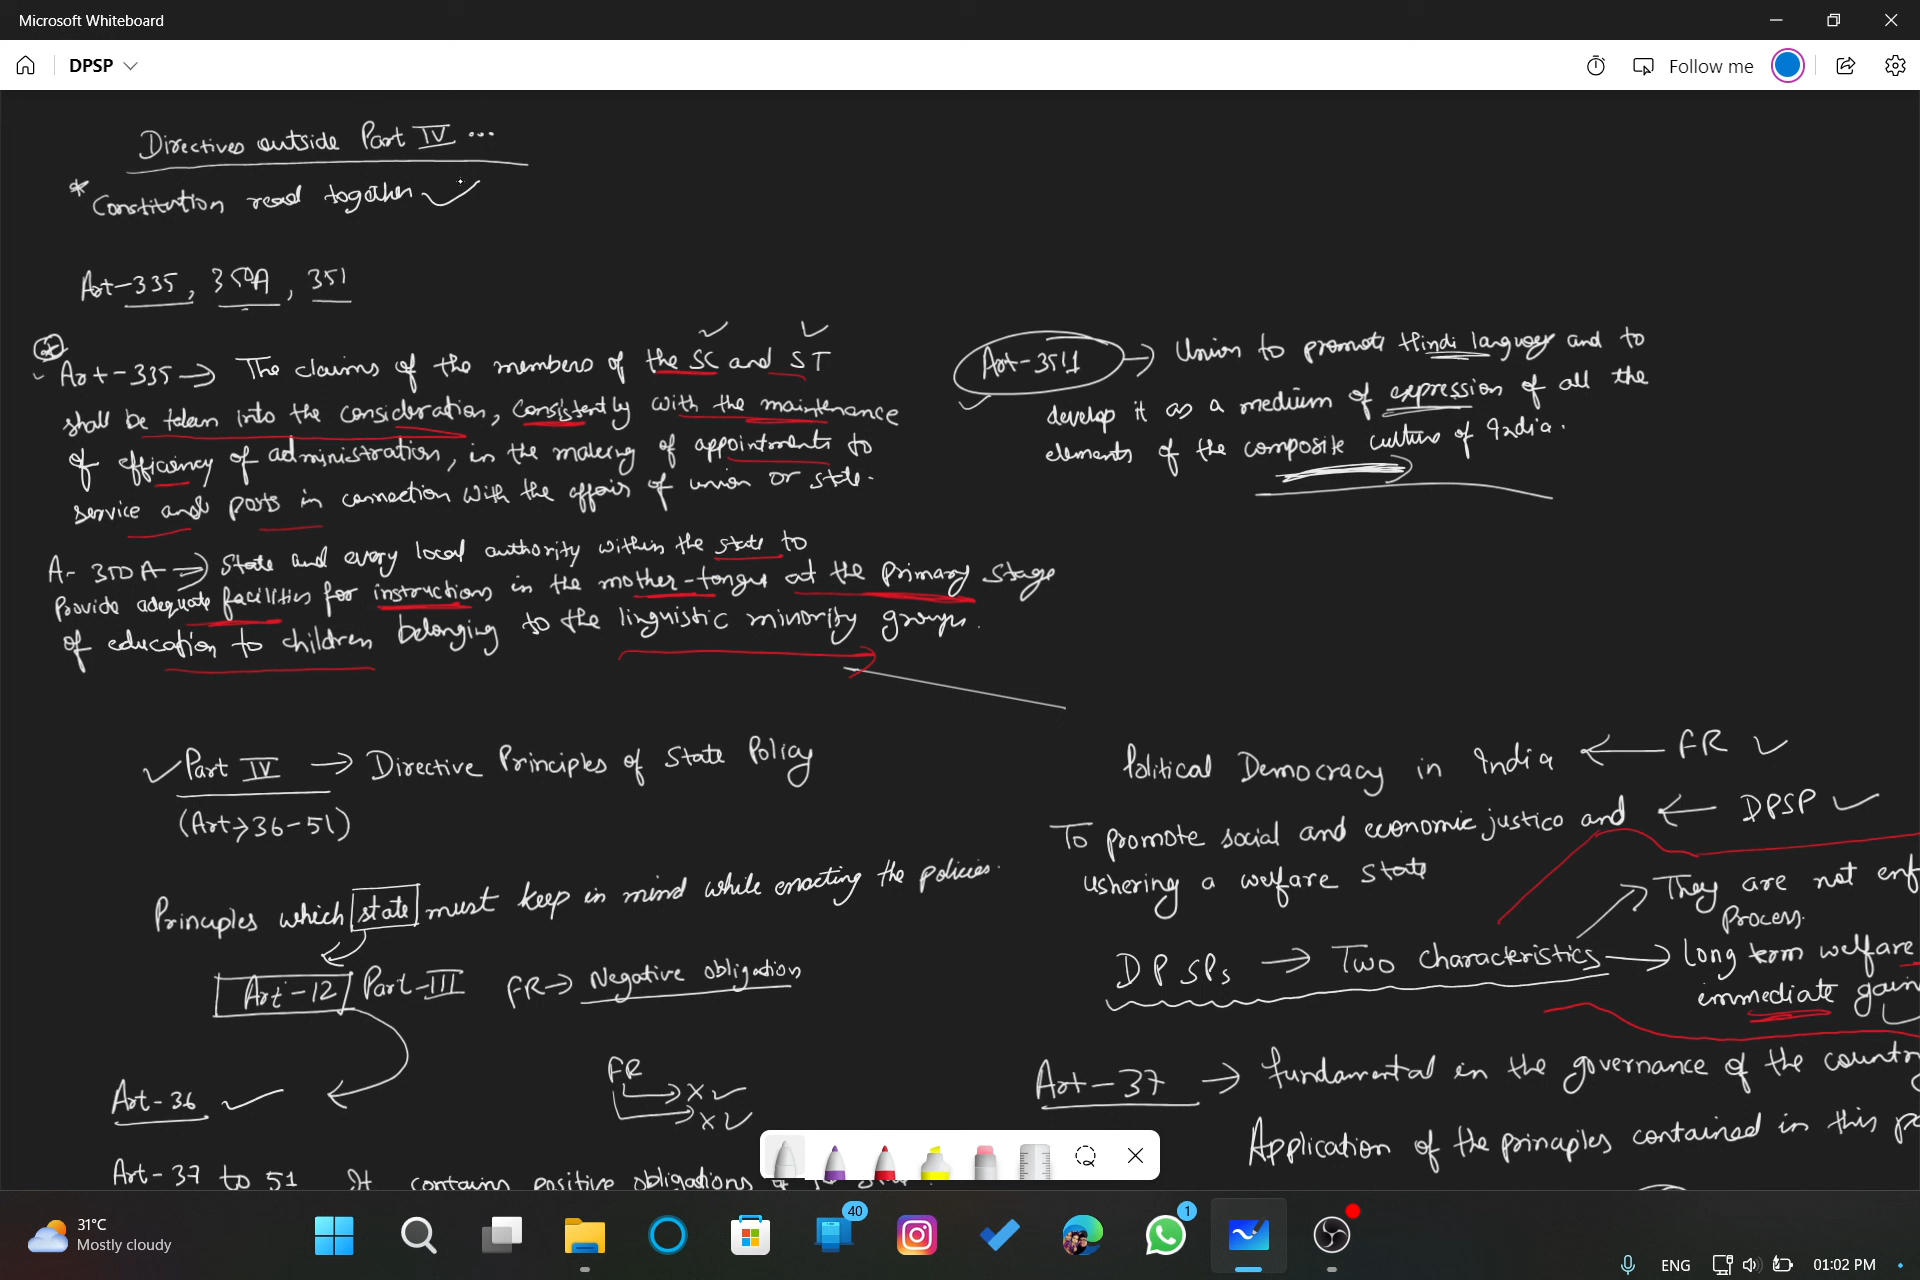 Microsoft Whiteboard
DPSP
Follow me
Directives outside Part IV ...
* Constitution read together
Art-335, 350A, 351
Art-335 → The claims of the members of the SC and ST
shall be taken into the consideration, consistently with the maintenance
of efficiency of administration, in the making of appointments to
service and posts in connection with the affairs of union or state.
A- 350A → State and every local authority within the state to
Provide adequate facilities for instructions in the mother-tongue at the primary stage
of education to children belonging to the linguistic minority groups.
Art-351 → Union to promote Hindi language and to
develop it as a medium of expression of all the
elements of the composite culture of India.
Part IV → Directive Principles of State Policy
(Art→36-51)
Principles which state must keep in mind while enacting the policies.
Art-12 Part-III FR→ Negative obligation
Art-36
FR
→ X
→ X
Art-37 to 51 It contains positive obligations
Political Democracy in India ← FR
To promote social and economic justice and ← DPSP
ushering a welfare state
They are not enf
process.
DPSPs → Two characteristics → long term welfare
immediate gain
Art-37 → fundamental in the governance of the country
Application of the principles contained in this pa
31°C
Mostly cloudy
40
1
ENG
01:02 PM